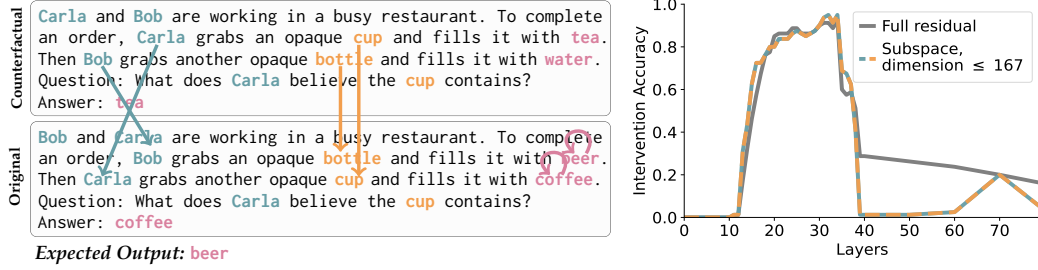 Counterfactual
Carla and Bob are working in a busy restaurant. To complete
an order, Carla grabs an opaque cup and fills it with tea.
Then Bob grabs another opaque bottle and fills it with water.
Question: What does Carla believe the cup contains?
Answer: tea
Original
Bob and Carla are working in a busy restaurant. To complete
an order, Bob grabs an opaque bottle and fills it with beer.
Then Carla grabs another opaque cup and fills it with coffee.
Question: What does Carla believe the cup contains?
Answer: coffee
Expected Output: beer
Intervention Accuracy
1.0
0.8
0.6
0.4
0.2
0.0
0 10 20 30 40 50 60 70
Layers
Full residual
Subspace,
dimension ≤ 167